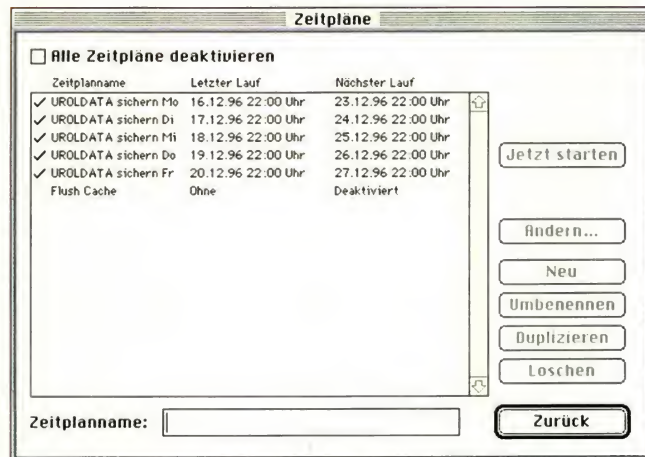 Zeitpläne
Alle Zeitpläne deaktivieren
Zeitplanname Letzter Lauf Nächster Lauf
✓ UROLDATA sichern Mo 16.12.96 22:00 Uhr 23.12.96 22:00 Uhr
✓ UROLDATA sichern Di 17.12.96 22:00 Uhr 24.12.96 22:00 Uhr
✓ UROLDATA sichern Mi 18.12.96 22:00 Uhr 25.12.96 22:00 Uhr
✓ UROLDATA sichern Do 19.12.96 22:00 Uhr 26.12.96 22:00 Uhr
✓ UROLDATA sichern Fr 20.12.96 22:00 Uhr 27.12.96 22:00 Uhr
Flush Cache Ohne Deaktiviert
Jetzt starten
Ändern...
Neu
Umbenennen
Duplizieren
Löschen
Zeitplanname:
Zurück